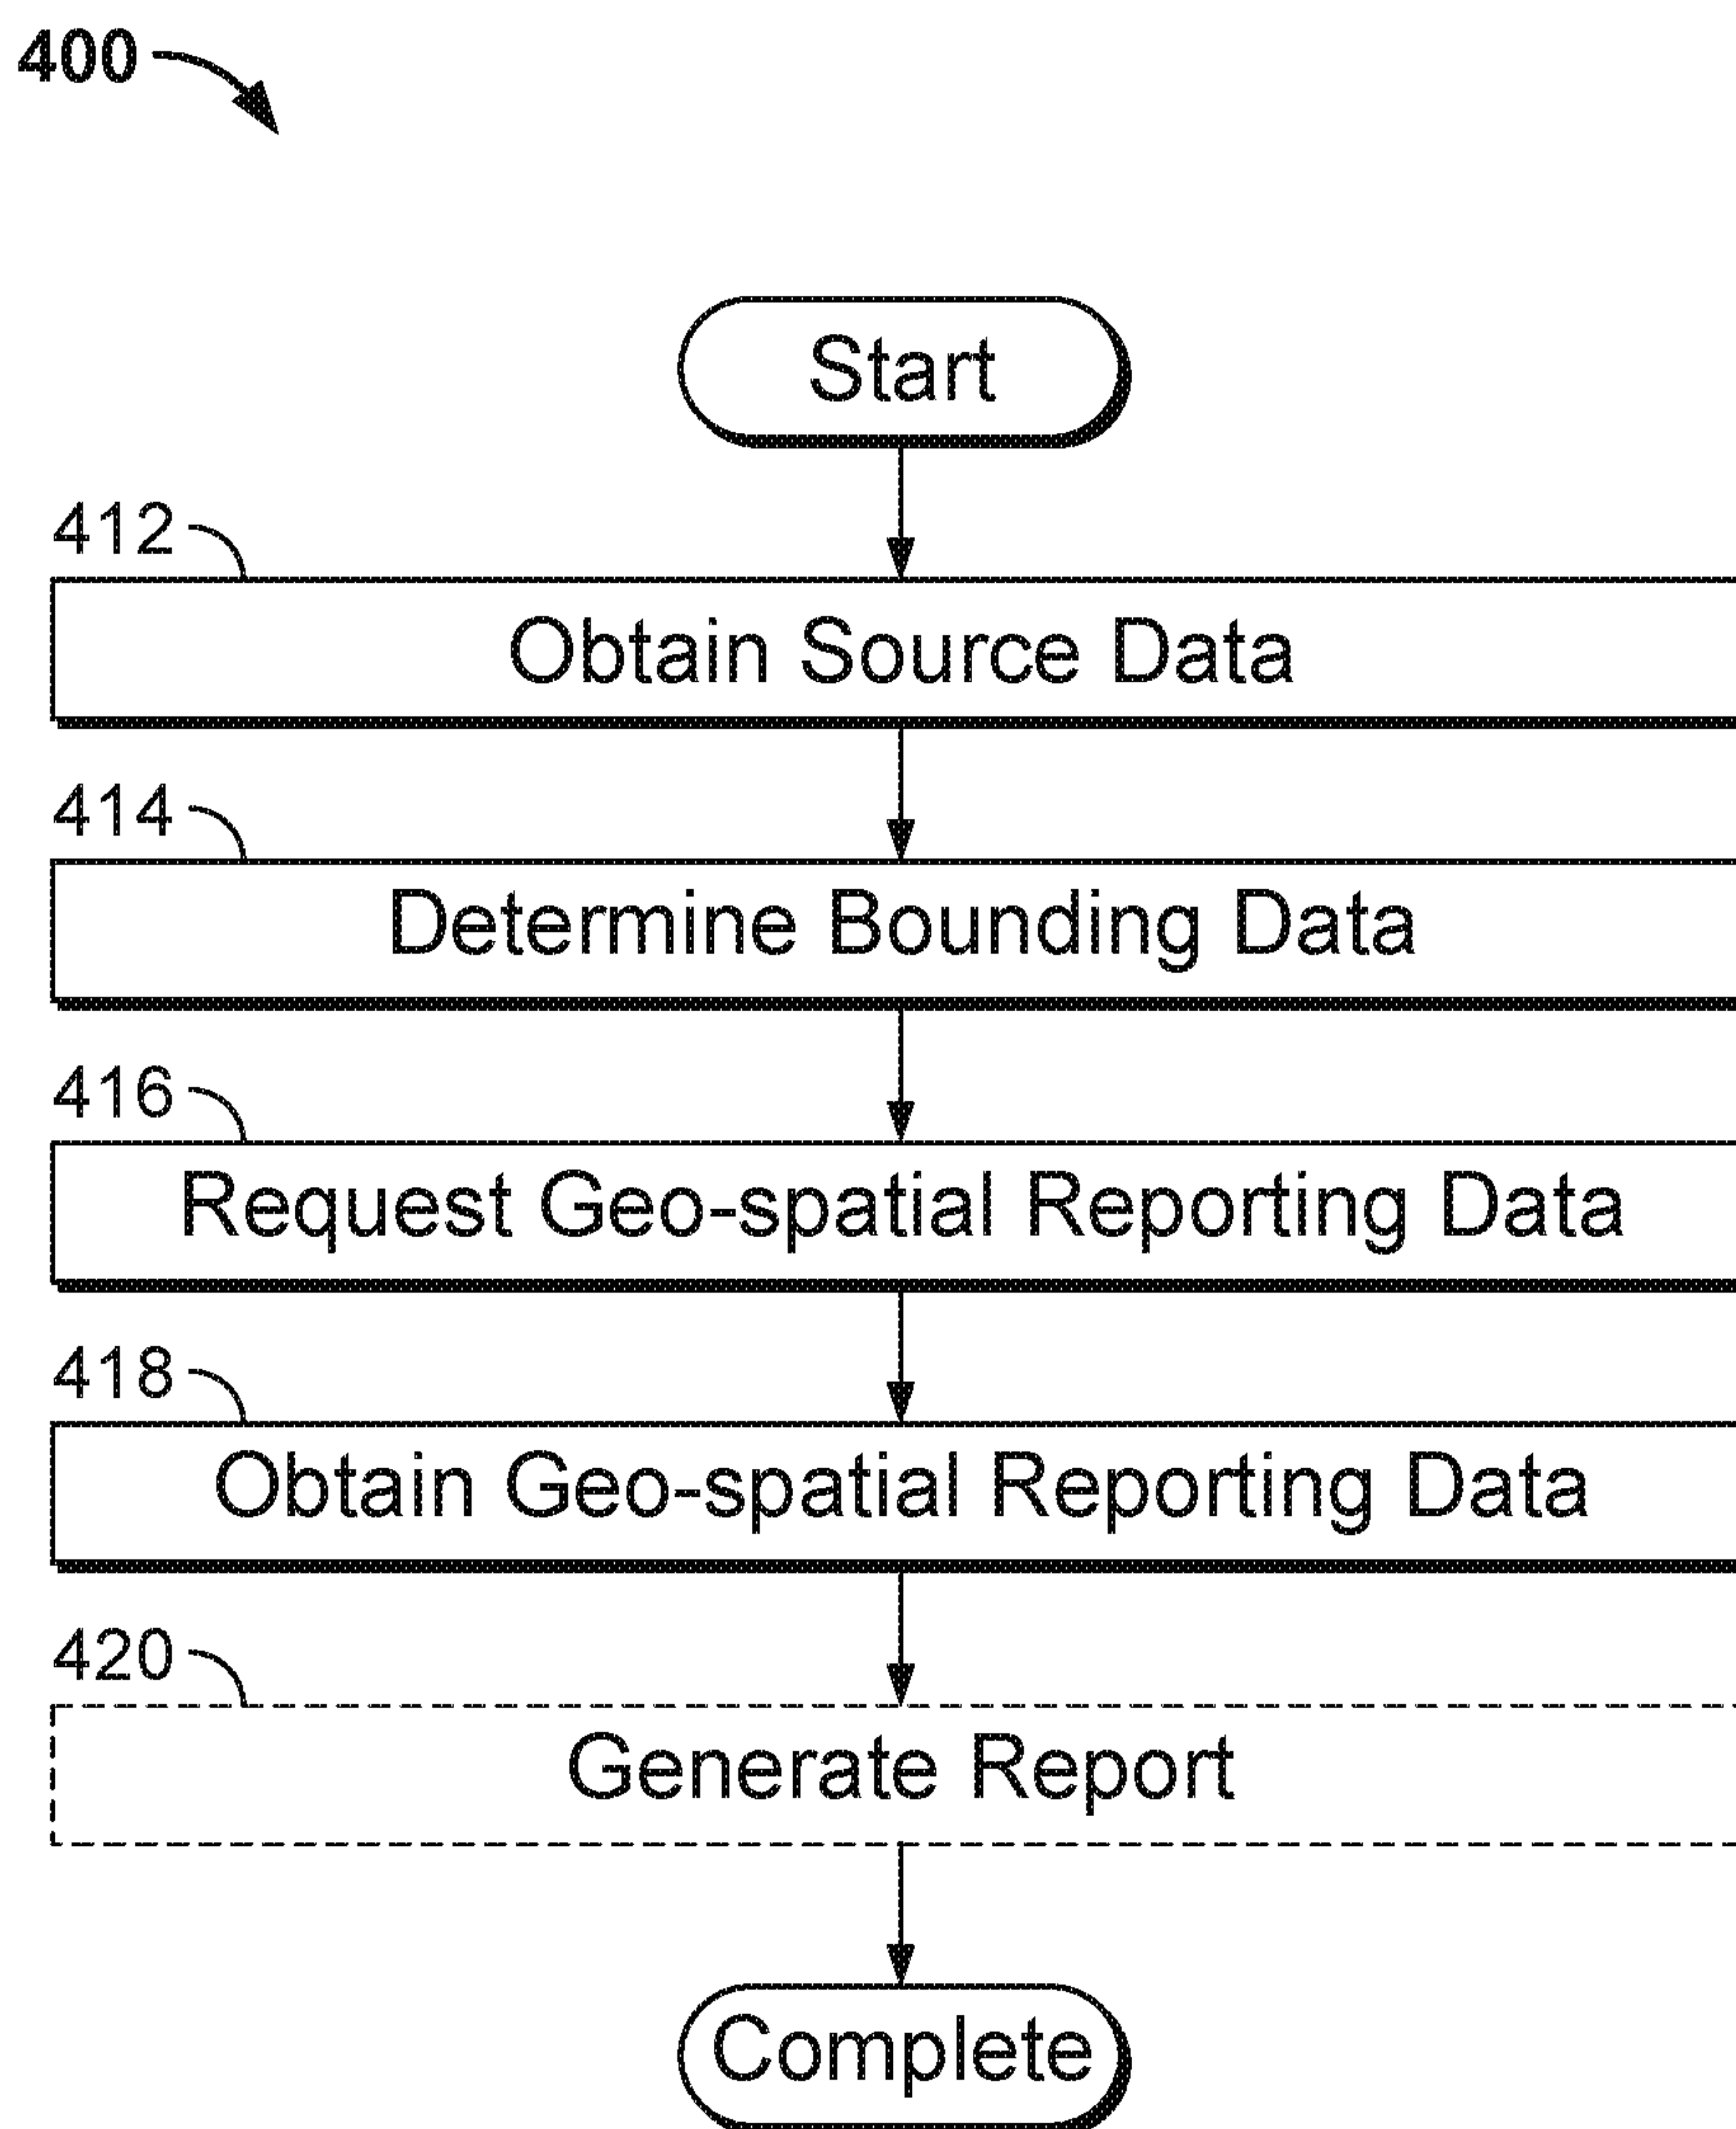 400
Start
412
Obtain Source Data
414
Determine Bounding Data
416
Request Geo-spatial Reporting Data
418
Obtain Geo-spatial Reporting Data
420
Generate Report
Complete